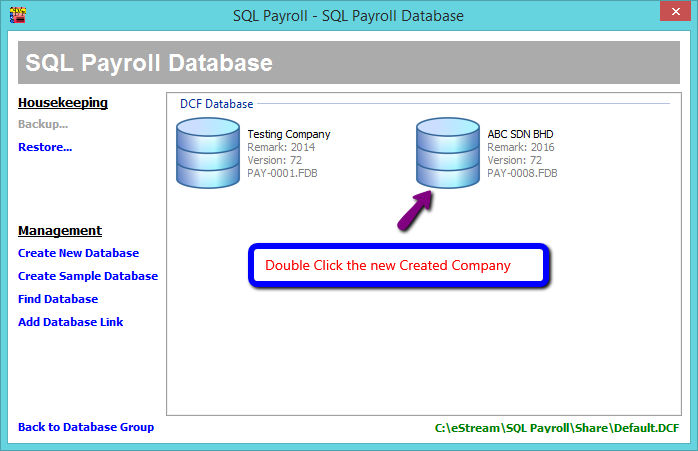 SQL Payroll - SQL Payroll Database
SQL Payroll Database
Housekeeping
Backup...
Restore...
Management
Create New Database
Create Sample Database
Find Database
Add Database Link
Back to Database Group
DCF Database
Testing Company
Remark: 2014
Version: 72
PAY-0001.FDB
ABC SDN BHD
Remark: 2016
Version: 72
PAY-0008.FDB
Double Click the new Created Company
C:\eStream\SQL Payroll\Share\Default.DCF